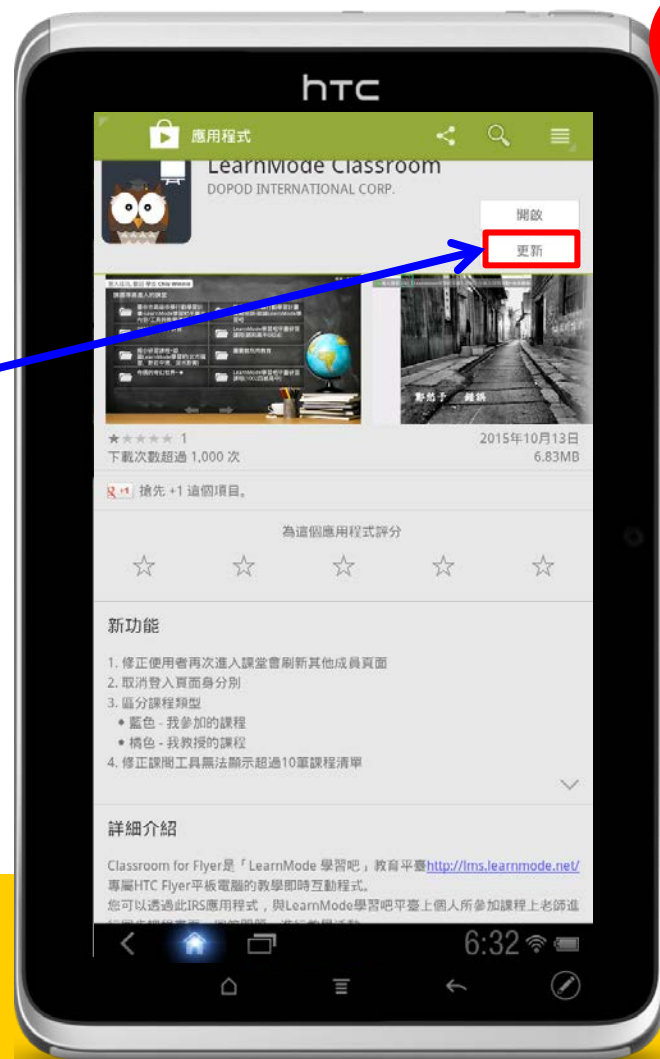 hTC
應用程式
LearnMode Classroom
DOPOD INTERNATIONAL CORP.
開啟
更新
鄭愁予 錯誤
1
2015年10月13日
下載次數超過 1,000 次
6.83MB
+1 搶先 +1 這個項目。
為這個應用程式評分
新功能
1. 修正使用者再次進入課堂會刷新其他成員頁面
2. 取消登入頁面身分別
3. 區分課程類型
• 藍色 - 我參加的課程
• 橘色 - 我教授的課程
4. 修正課間工具無法顯示超過10筆課程清單
詳細介紹
Classroom for Flyer是「LearnMode 學習吧」教育平臺http://lms.learnmode.net/
專屬HTC Flyer平板電腦的教學即時互動程式。
您可以透過此IRS應用程式，與LearnMode學習吧平臺上個人所參加課程上老師進
6:32